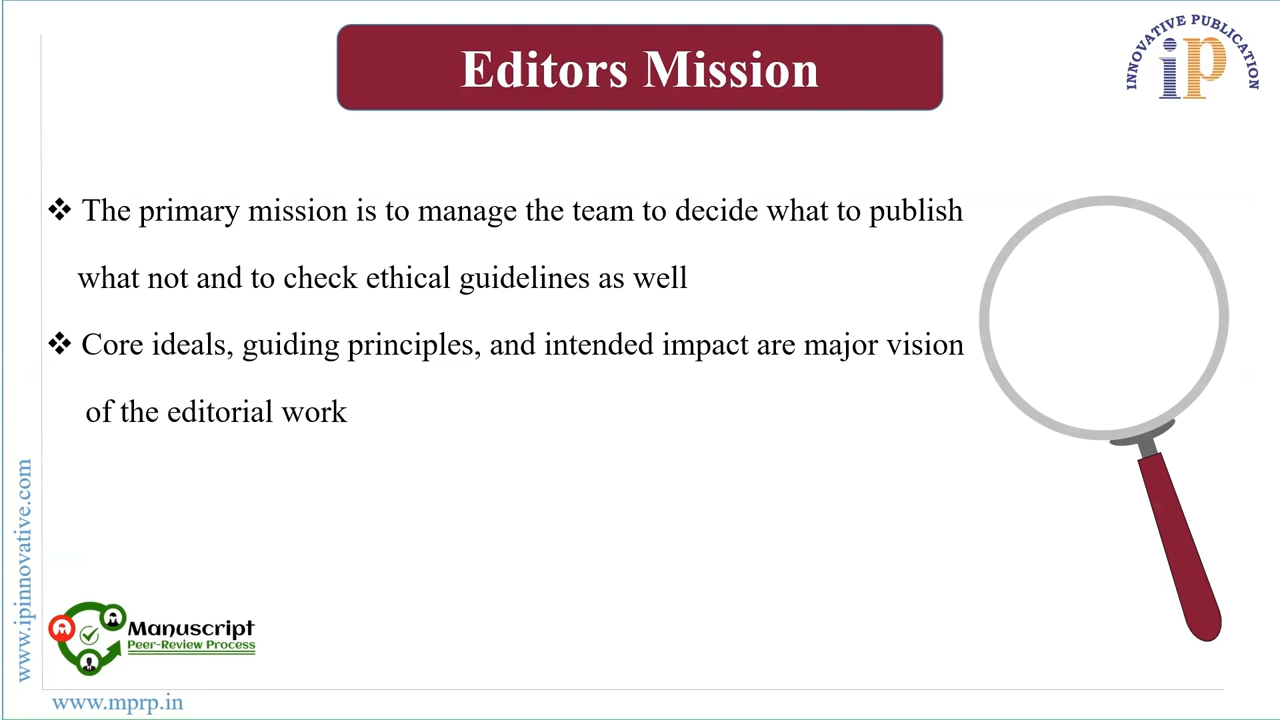 Editors Mission
INNOVATIVE PUBLICATION
iP
❖ The primary mission is to manage the team to decide what to publish
what not and to check ethical guidelines as well
❖ Core ideals, guiding principles, and intended impact are major vision
of the editorial work
www.ipinnovative.com
Manuscript
Peer-Review Process
www.mprp.in